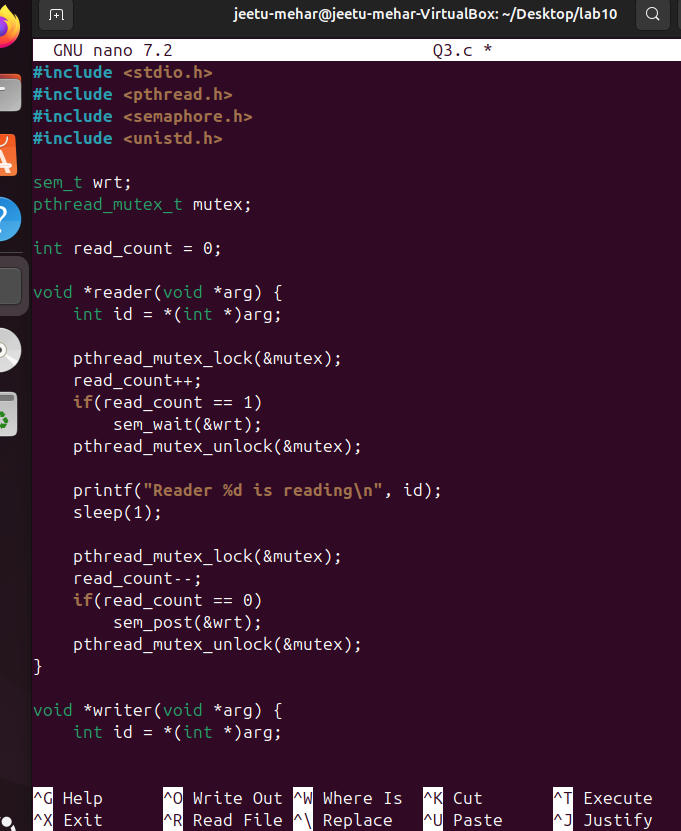 jeetu-mehar@jeetu-mehar-VirtualBox: ~/Desktop/lab10
GNU nano 7.2 Q3.c *
#include <stdio.h>
#include <pthread.h>
#include <semaphore.h>
#include <unistd.h>

sem_t wrt;
pthread_mutex_t mutex;

int read_count = 0;

void *reader(void *arg) {
    int id = *(int *)arg;

    pthread_mutex_lock(&mutex);
    read_count++;
    if(read_count == 1)
        sem_wait(&wrt);
    pthread_mutex_unlock(&mutex);

    printf("Reader %d is reading\n", id);
    sleep(1);

    pthread_mutex_lock(&mutex);
    read_count--;
    if(read_count == 0)
        sem_post(&wrt);
    pthread_mutex_unlock(&mutex);
}

void *writer(void *arg) {
    int id = *(int *)arg;

^G Help ^O Write Out ^W Where Is ^K Cut ^T Execute
^X Exit ^R Read File ^\ Replace ^U Paste ^J Justify